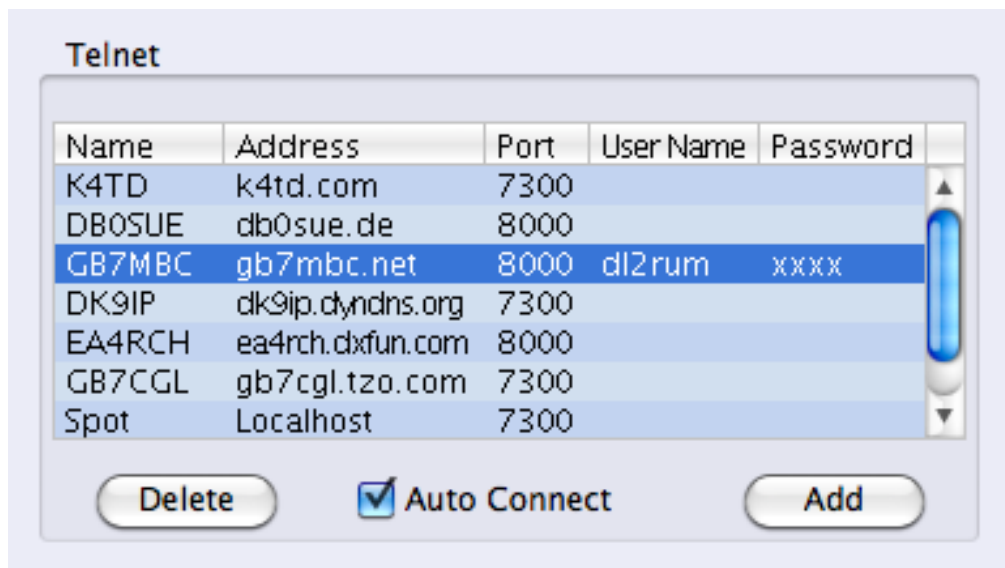 Telnet
Name Address Port User Name Password
K4TD k4td.com 7300
DB0SUE db0sue.de 8000
GB7MBC gb7mbc.net 8000 dl2rum xxxx
DK9IP dk9ip.dyndns.org 7300
EA4RCH ea4rch.dxfun.com 8000
GB7CGL gb7cgl.tzo.com 7300
Spot Localhost 7300
Delete Auto Connect Add